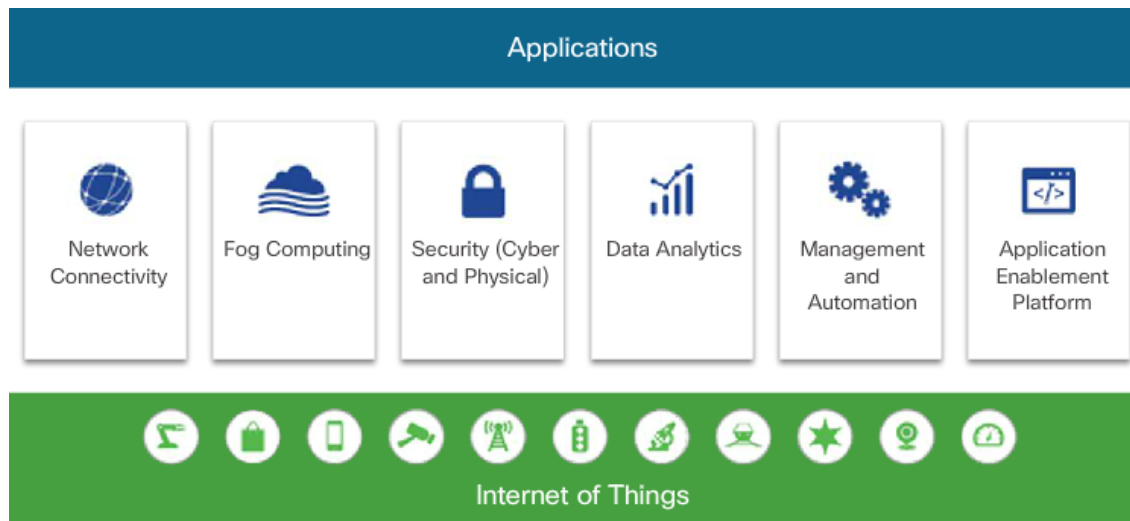 Applications
Network
Connectivity
Fog Computing
Security (Cyber
and Physical)
Data Analytics
Management
and
Automation
</>
Application
Enablement
Platform
Internet of Things